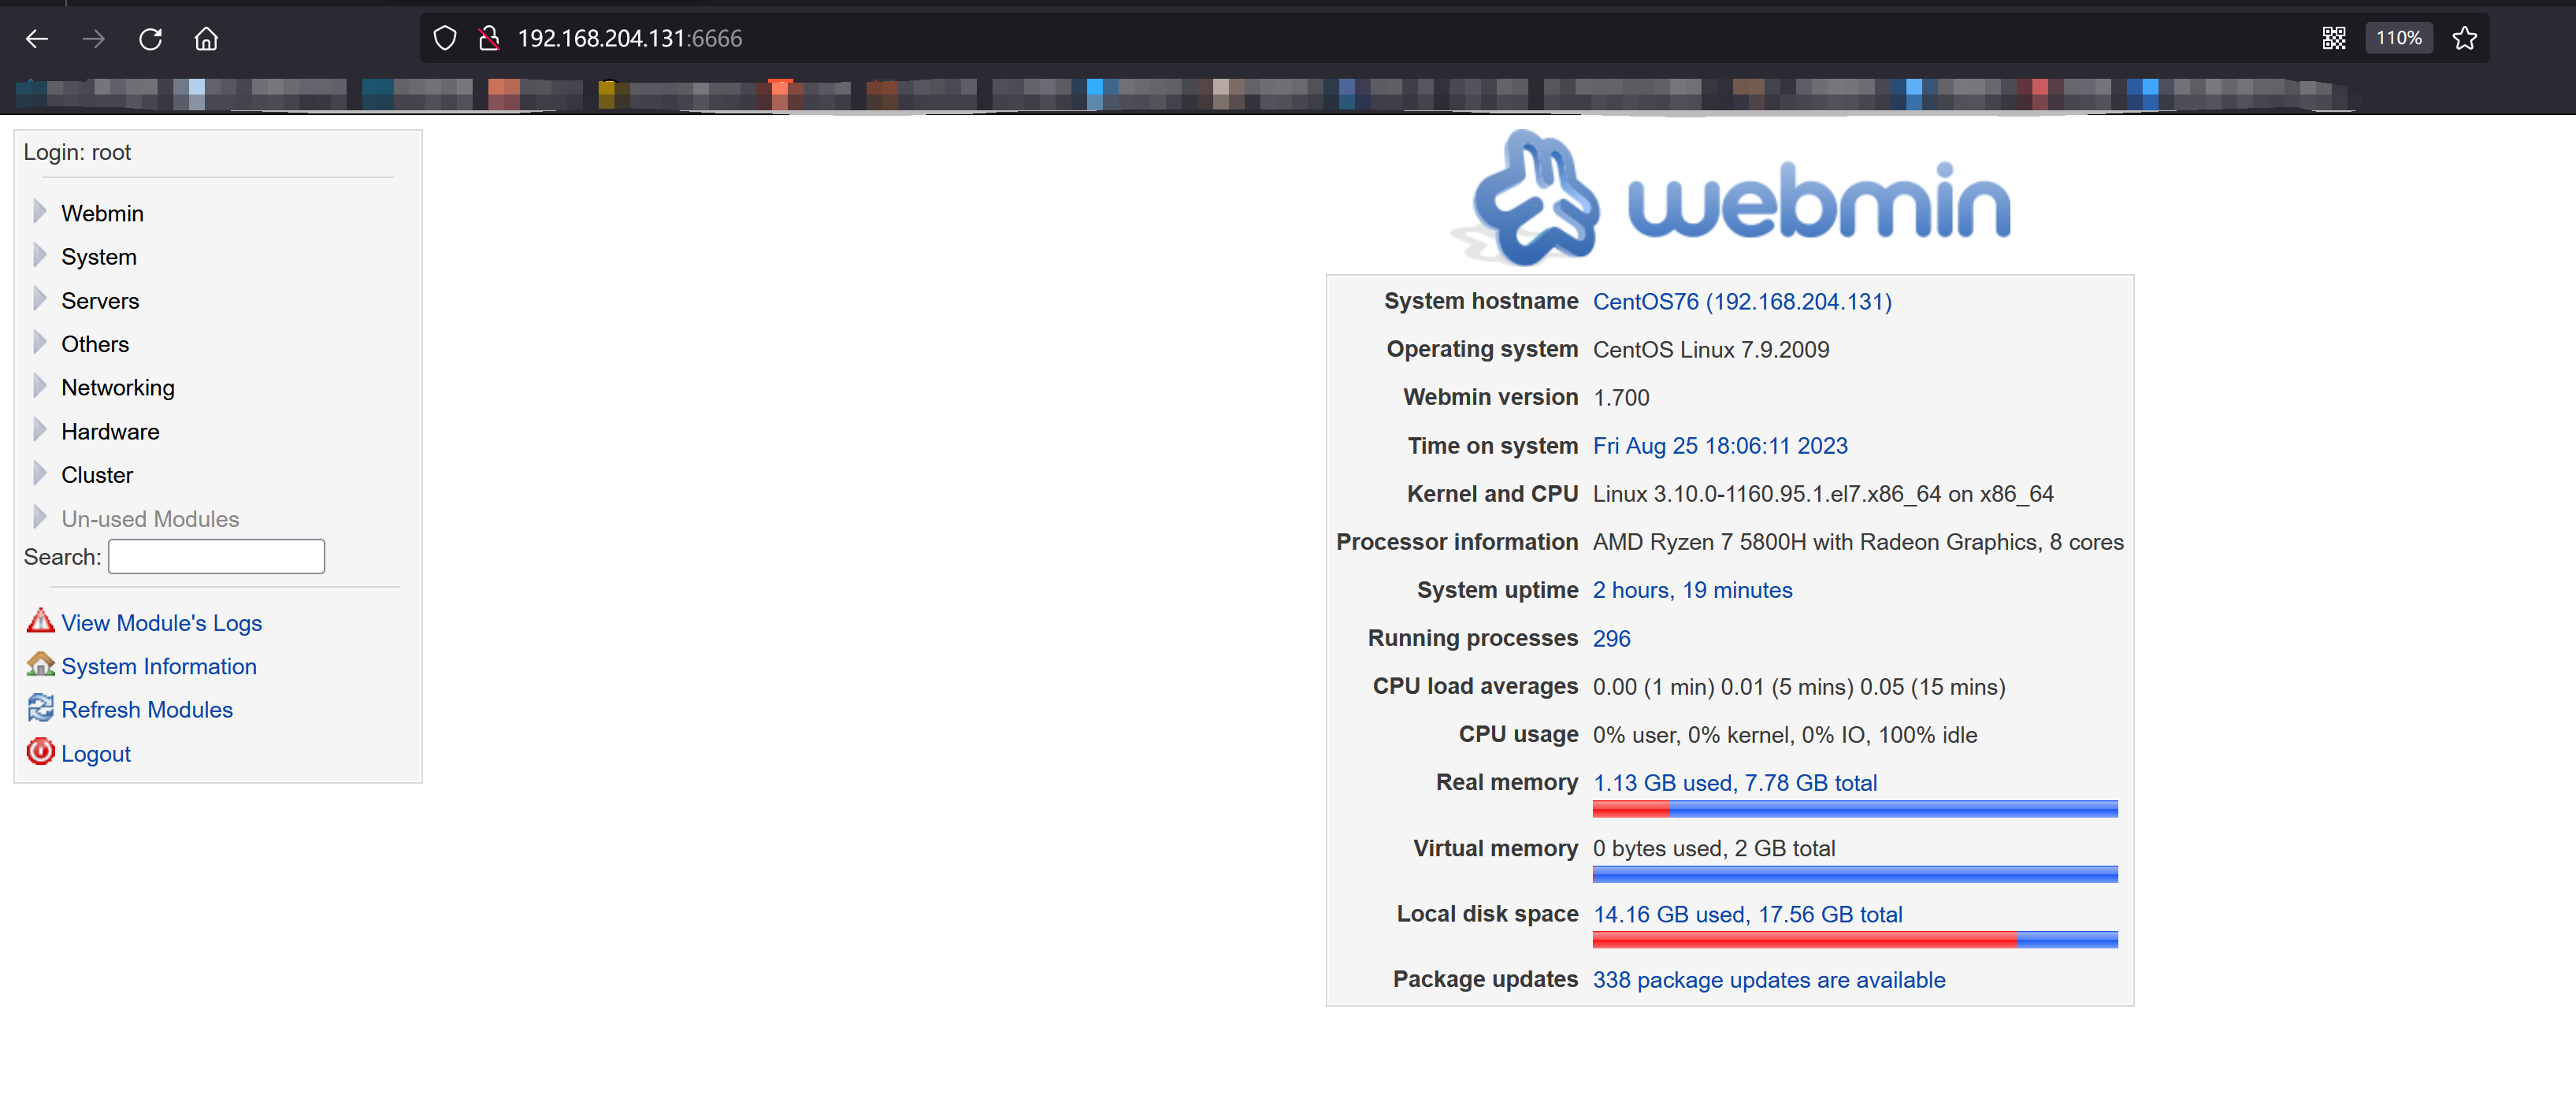 192.168.204.131:6666
110%
Login: root
Webmin
System
Servers
Others
Networking
Hardware
Cluster
Un-used Modules
Search:
View Module's Logs
System Information
Refresh Modules
Logout
webmin
System hostname CentOS76 (192.168.204.131)
Operating system CentOS Linux 7.9.2009
Webmin version 1.700
Time on system Fri Aug 25 18:06:11 2023
Kernel and CPU Linux 3.10.0-1160.95.1.el7.x86_64 on x86_64
Processor information AMD Ryzen 7 5800H with Radeon Graphics, 8 cores
System uptime 2 hours, 19 minutes
Running processes 296
CPU load averages 0.00 (1 min) 0.01 (5 mins) 0.05 (15 mins)
CPU usage 0% user, 0% kernel, 0% IO, 100% idle
Real memory 1.13 GB used, 7.78 GB total
Virtual memory 0 bytes used, 2 GB total
Local disk space 14.16 GB used, 17.56 GB total
Package updates 338 package updates are available